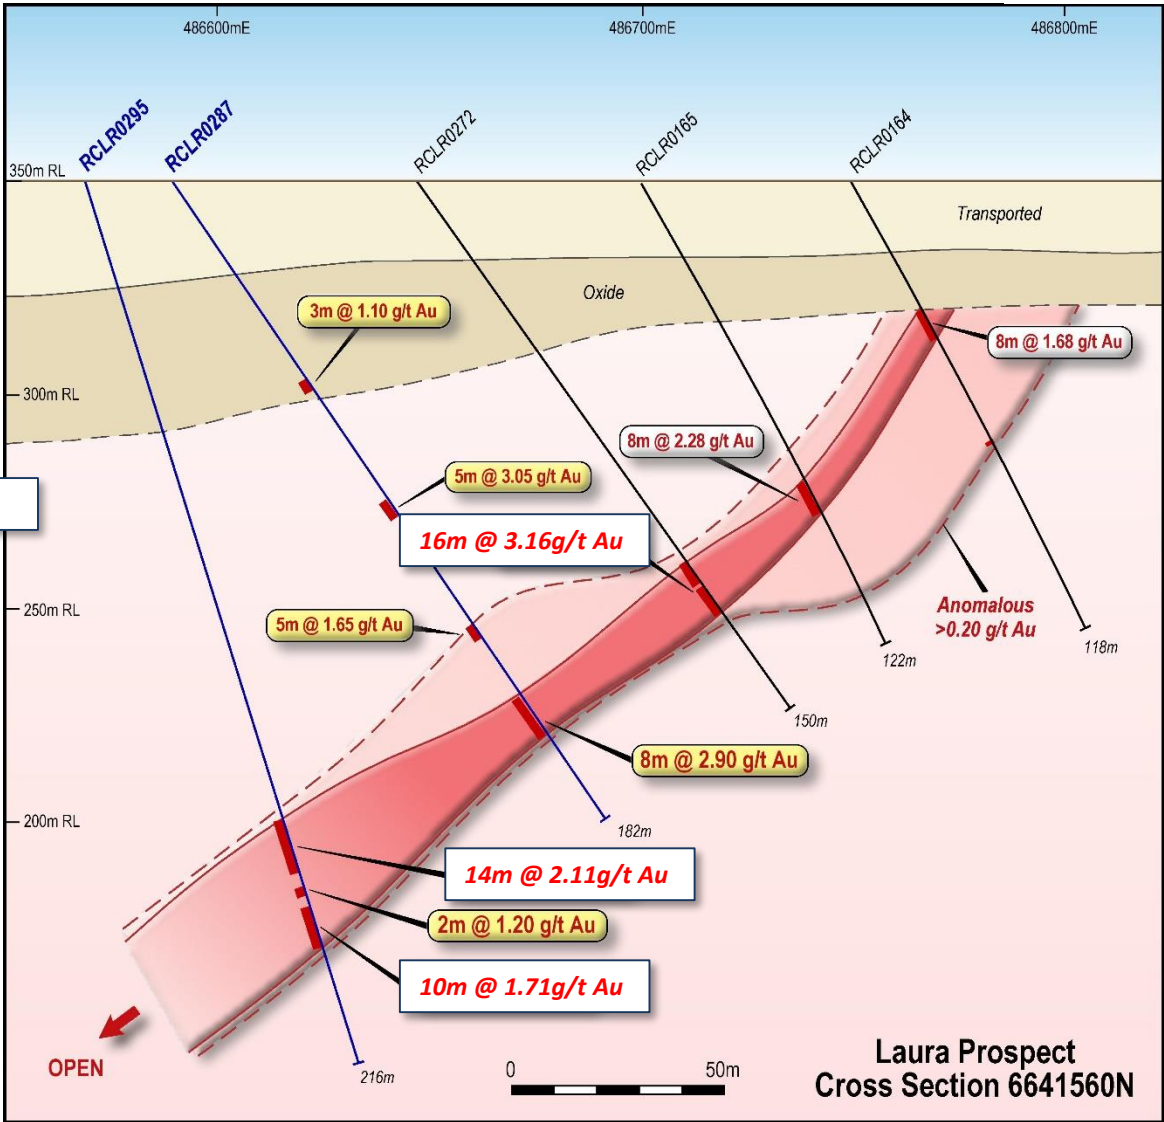 486600mE
486700mE
486800mE
RCLR0295
RCLR0287
RCLR0272
RCLR0165
RCLR0164
350m RL
Transported
Oxide
3m @ 1.10 g/t Au
8m @ 1.68 g/t Au
300m RL
8m @ 2.28 g/t Au
5m @ 3.05 g/t Au
16m @ 3.16g/t Au
250m RL
5m @ 1.65 g/t Au
Anomalous
>0.20 g/t Au
122m
118m
150m
8m @ 2.90 g/t Au
200m RL
182m
14m @ 2.11g/t Au
2m @ 1.20 g/t Au
10m @ 1.71g/t Au
OPEN
216m
0
50m
Laura Prospect
Cross Section 6641560N